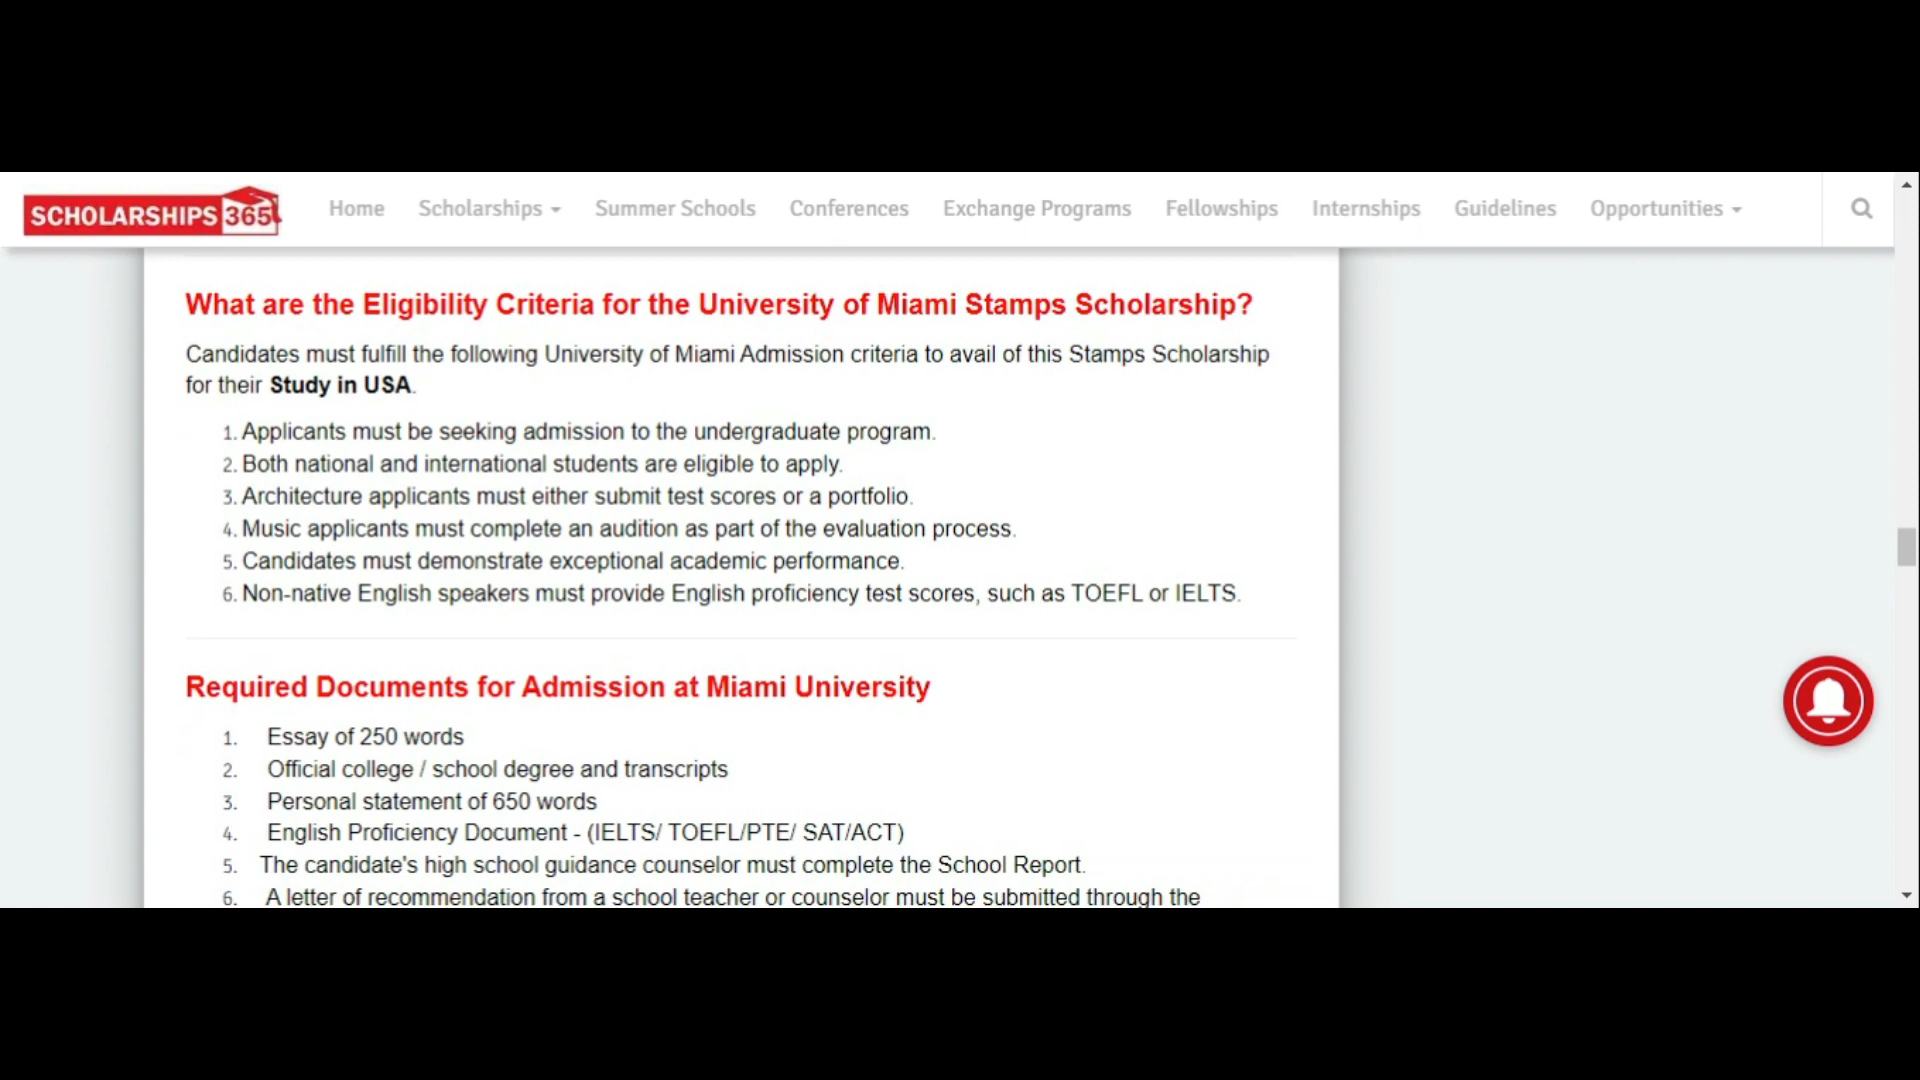 SCHOLARSHIPS 365 Home Scholarships Summer Schools Conferences Exchange Programs Fellowships Internships Guidelines Opportunities
What are the Eligibility Criteria for the University of Miami Stamps Scholarship?
Candidates must fulfill the following University of Miami Admission criteria to avail of this Stamps Scholarship
for their Study in USA.
1. Applicants must be seeking admission to the undergraduate program.
2. Both national and international students are eligible to apply.
3. Architecture applicants must either submit test scores or a portfolio.
4. Music applicants must complete an audition as part of the evaluation process.
5. Candidates must demonstrate exceptional academic performance.
6. Non-native English speakers must provide English proficiency test scores, such as TOEFL or IELTS.
Required Documents for Admission at Miami University
1. Essay of 250 words
2. Official college / school degree and transcripts
3. Personal statement of 650 words
4. English Proficiency Document - (IELTS/ TOEFL/PTE/ SAT/ACT)
5. The candidate's high school guidance counselor must complete the School Report.
6. A letter of recommendation from a school teacher or counselor must be submitted through the